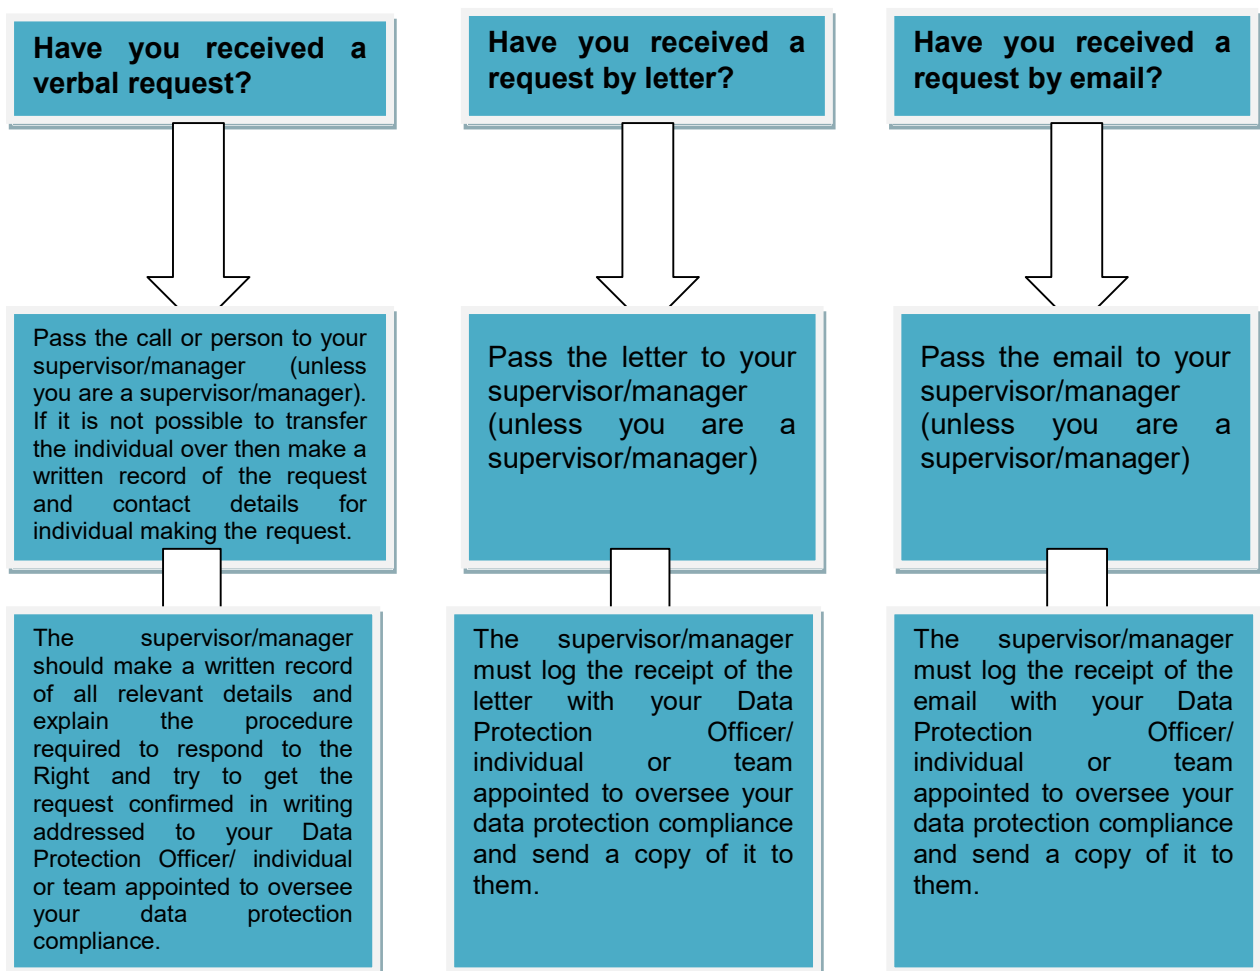 Have you received a
verbal request?
Pass the call or person to your
supervisor/manager (unless
you are a supervisor/manager).
If it is not possible to transfer
the individual over then make a
written record of the request
and contact details for
individual making the request.
The supervisor/manager
should make a written record
of all relevant details and
explain the procedure
required to respond to the
Right and try to get the
request confirmed in writing
addressed to your Data
Protection Officer/ individual
or team appointed to oversee
your data protection
compliance.
Have you received a
request by letter?
Pass the letter to your
supervisor/manager
(unless you are a
supervisor/manager)
The supervisor/manager
must log the receipt of the
letter with your Data
Protection Officer/
individual or team
appointed to oversee your
data protection compliance
and send a copy of it to
them.
Have you received a
request by email?
Pass the email to your
supervisor/manager
(unless you are a
supervisor/manager)
The supervisor/manager
must log the receipt of the
email with your Data
Protection Officer/
individual or team
appointed to oversee your
data protection compliance
and send a copy of it to
them.